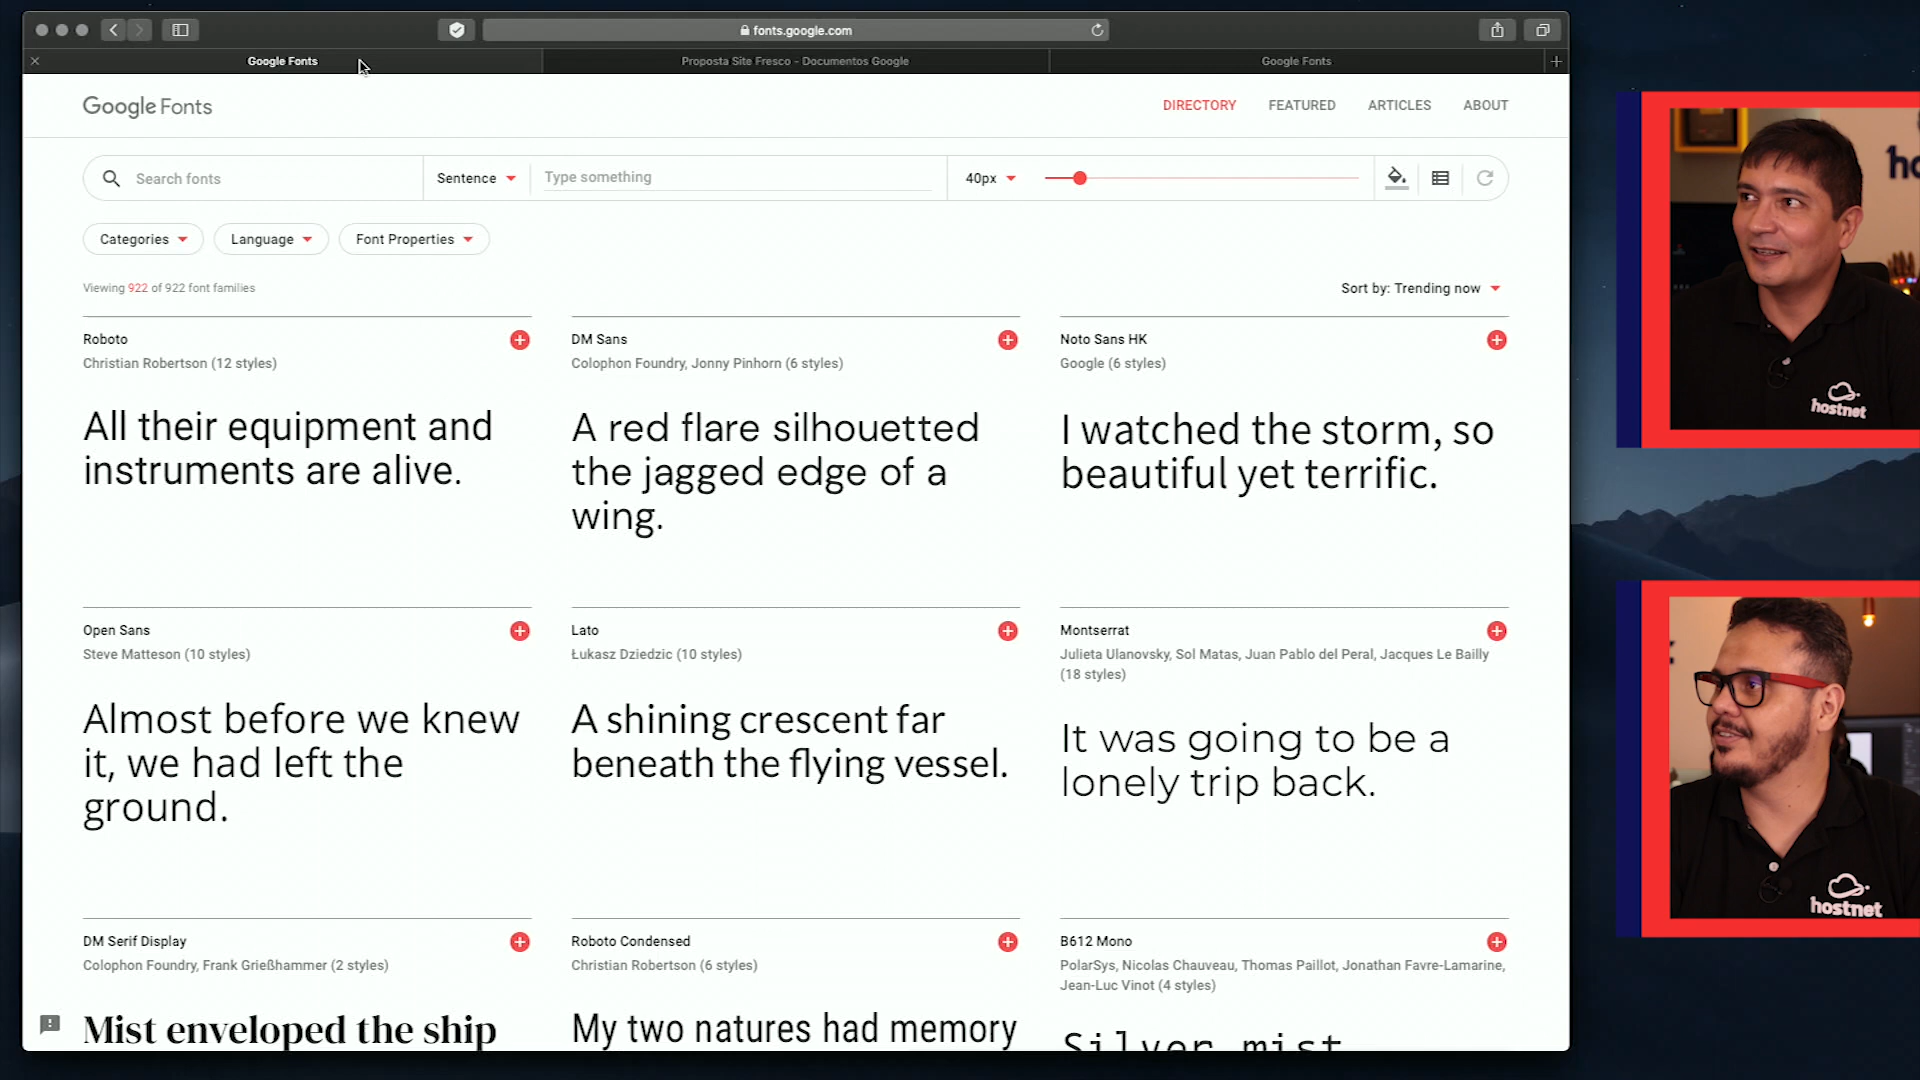 fonts.google.com
Google Fonts
Proposta Site Fresco - Documentos Google
Google Fonts
Google Fonts
DIRECTORY
FEATURED
ARTICLES
ABOUT
Search fonts
Sentence
Type something
40px
Categories
Language
Font Properties
Viewing 922 of 922 font families
Sort by: Trending now
Roboto
Christian Robertson (12 styles)
All their equipment and
instruments are alive.
DM Sans
Colophon Foundry, Jonny Pinhorn (6 styles)
A red flare silhouetted
the jagged edge of a
wing.
Noto Sans HK
Google (6 styles)
I watched the storm, so
beautiful yet terrific.
Open Sans
Steve Matteson (10 styles)
Almost before we knew
it, we had left the
ground.
Lato
Łukasz Dziedzic (10 styles)
A shining crescent far
beneath the flying vessel.
Montserrat
Julieta Ulanovsky, Sol Matas, Juan Pablo del Peral, Jacques Le Bailly
(18 styles)
It was going to be a
lonely trip back.
DM Serif Display
Colophon Foundry, Frank Grießhammer (2 styles)
Mist enveloped the ship
Roboto Condensed
Christian Robertson (6 styles)
My two natures had memory
B612 Mono
PolarSys, Nicolas Chauveau, Thomas Paillot, Jonathan Favre-Lamarine,
Jean-Luc Vinot (4 styles)
Silver mist
hostnet
hostnet